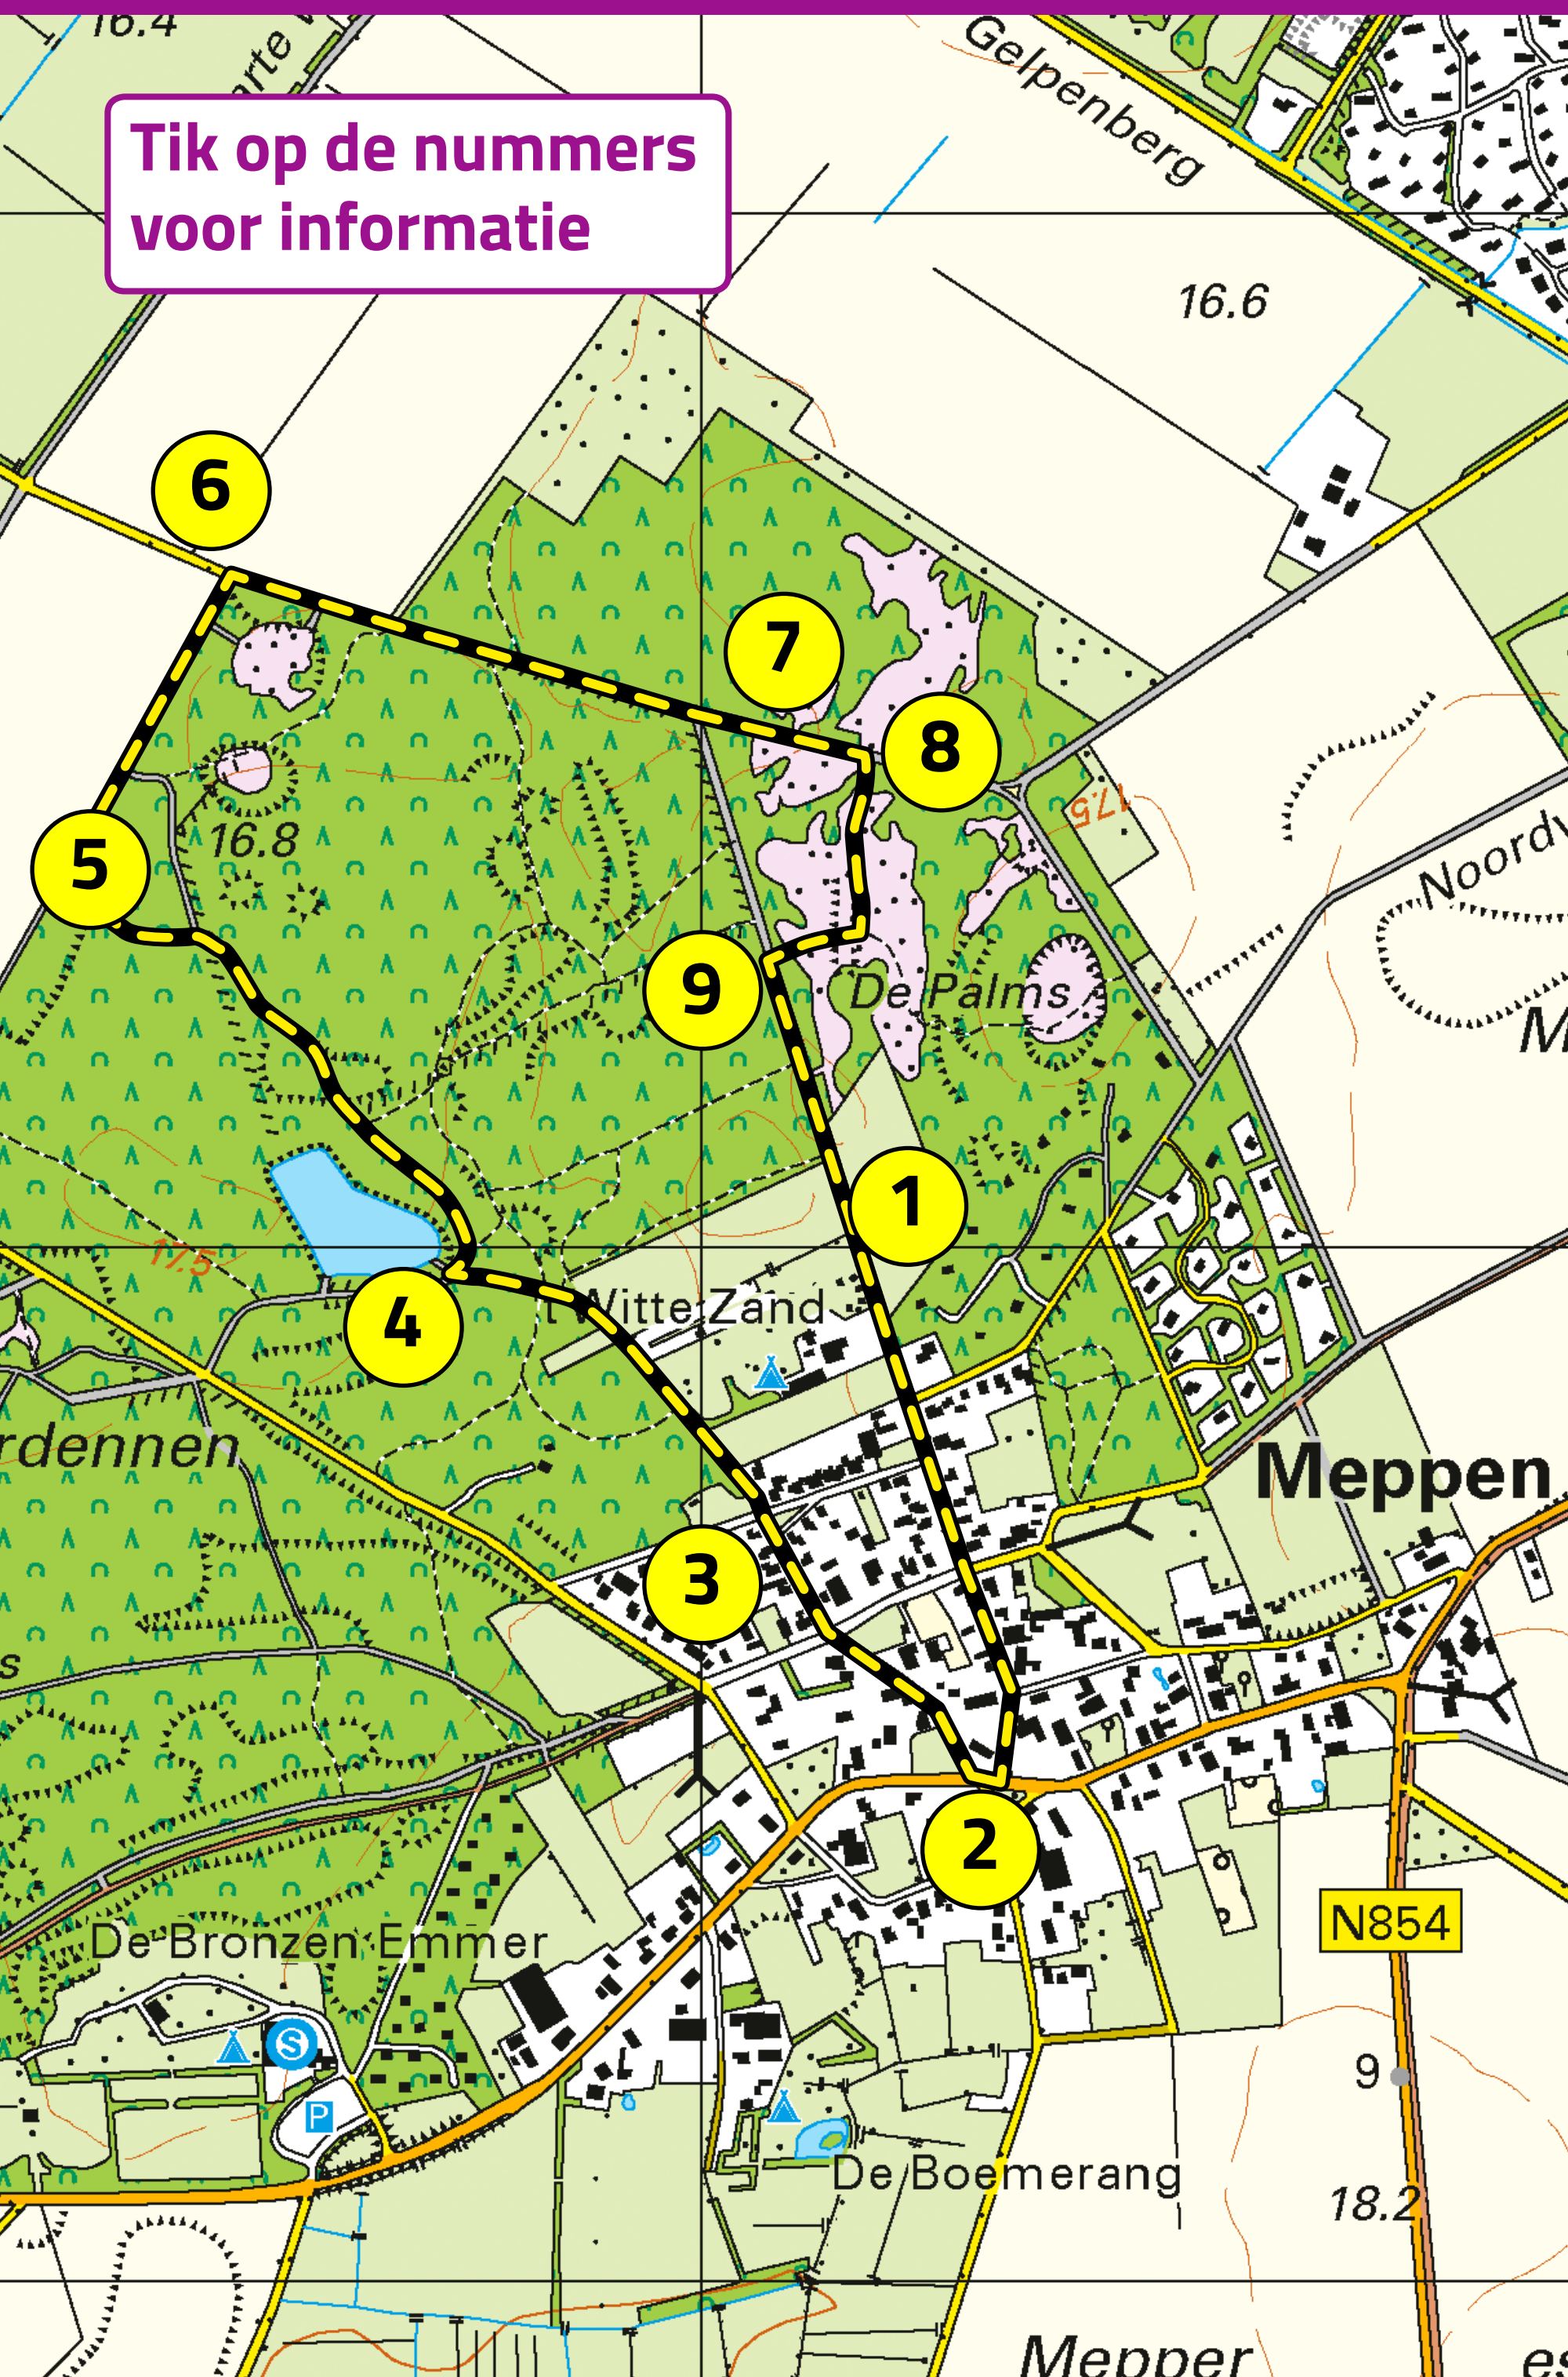 16.4
Gelpenberg
Tik op de nummers
voor informatie
16.6
6
7
8
17.5
5
16.8
9
De Palms
1
17.5
4
't Witte Zand
Meppen
3
2
N854
De Bronzen Emmer
S
9
P
De Boemerang
18.2
Mepper